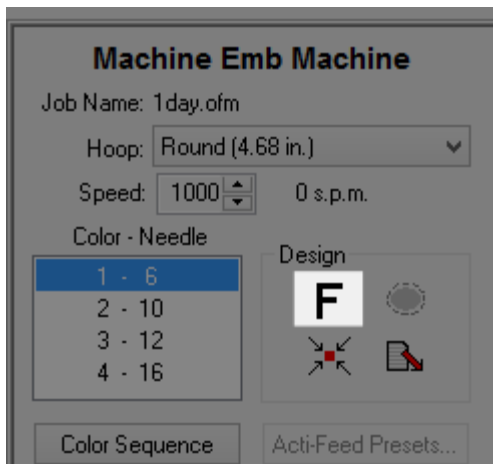 Machine Emb Machine
Job Name: 1day.ofm
Hoop: Round (4.68 in.)
Speed: 1000 0 s.p.m.
Color - Needle
Design
1 - 6
2 - 10
3 - 12
4 - 16
F
Color Sequence
Acti-Feed Presets...